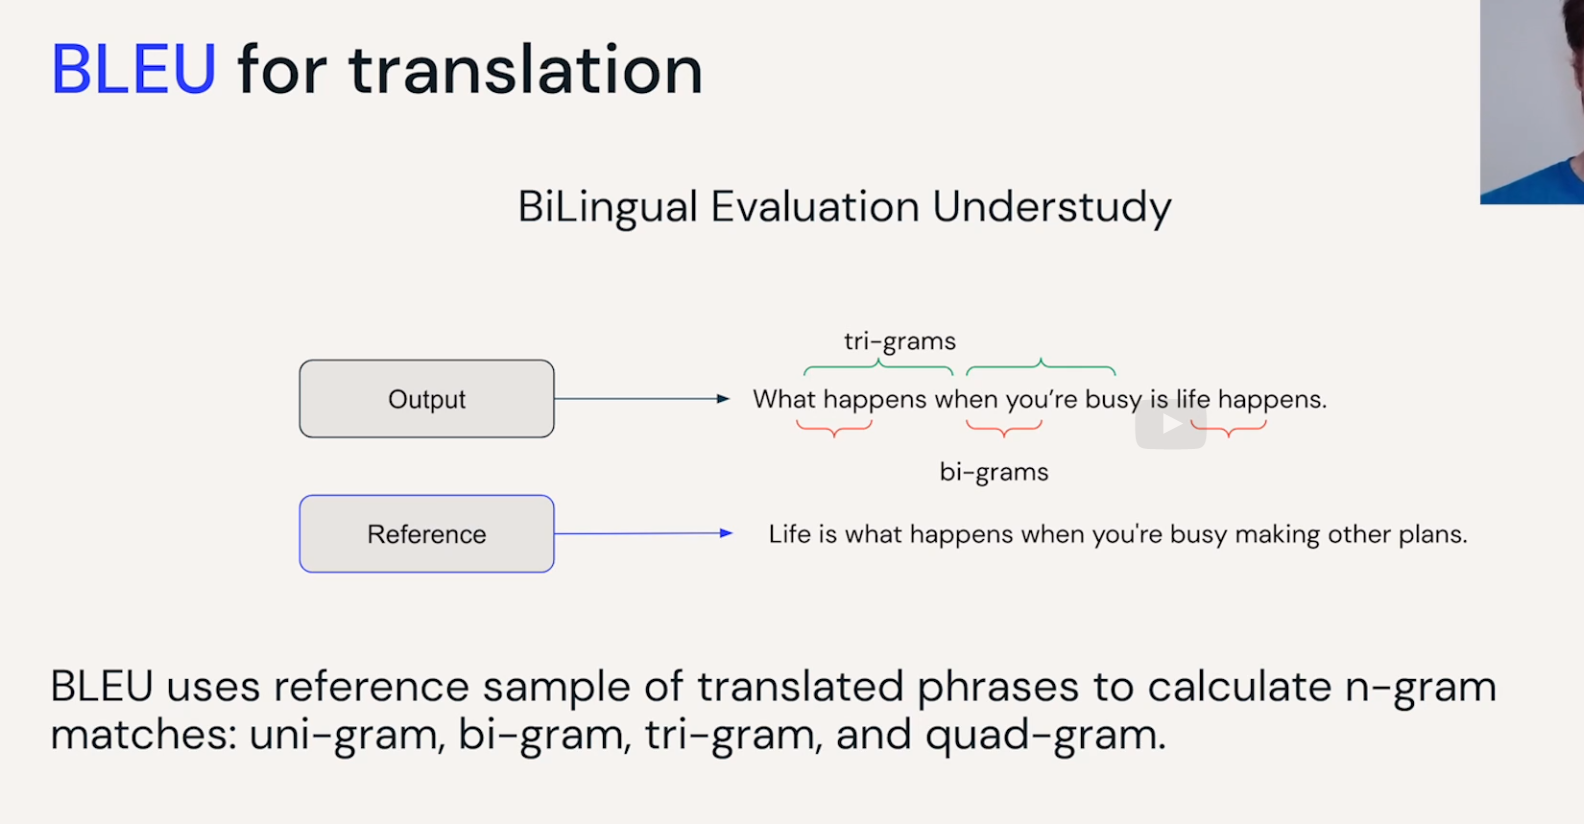 BLEU for translation
BiLingual Evaluation Understudy
tri-grams
Output
What happens when you’re busy is life happens.
bi-grams
Reference
Life is what happens when you're busy making other plans.
BLEU uses reference sample of translated phrases to calculate n-gram
matches: uni-gram, bi-gram, tri-gram, and quad-gram.